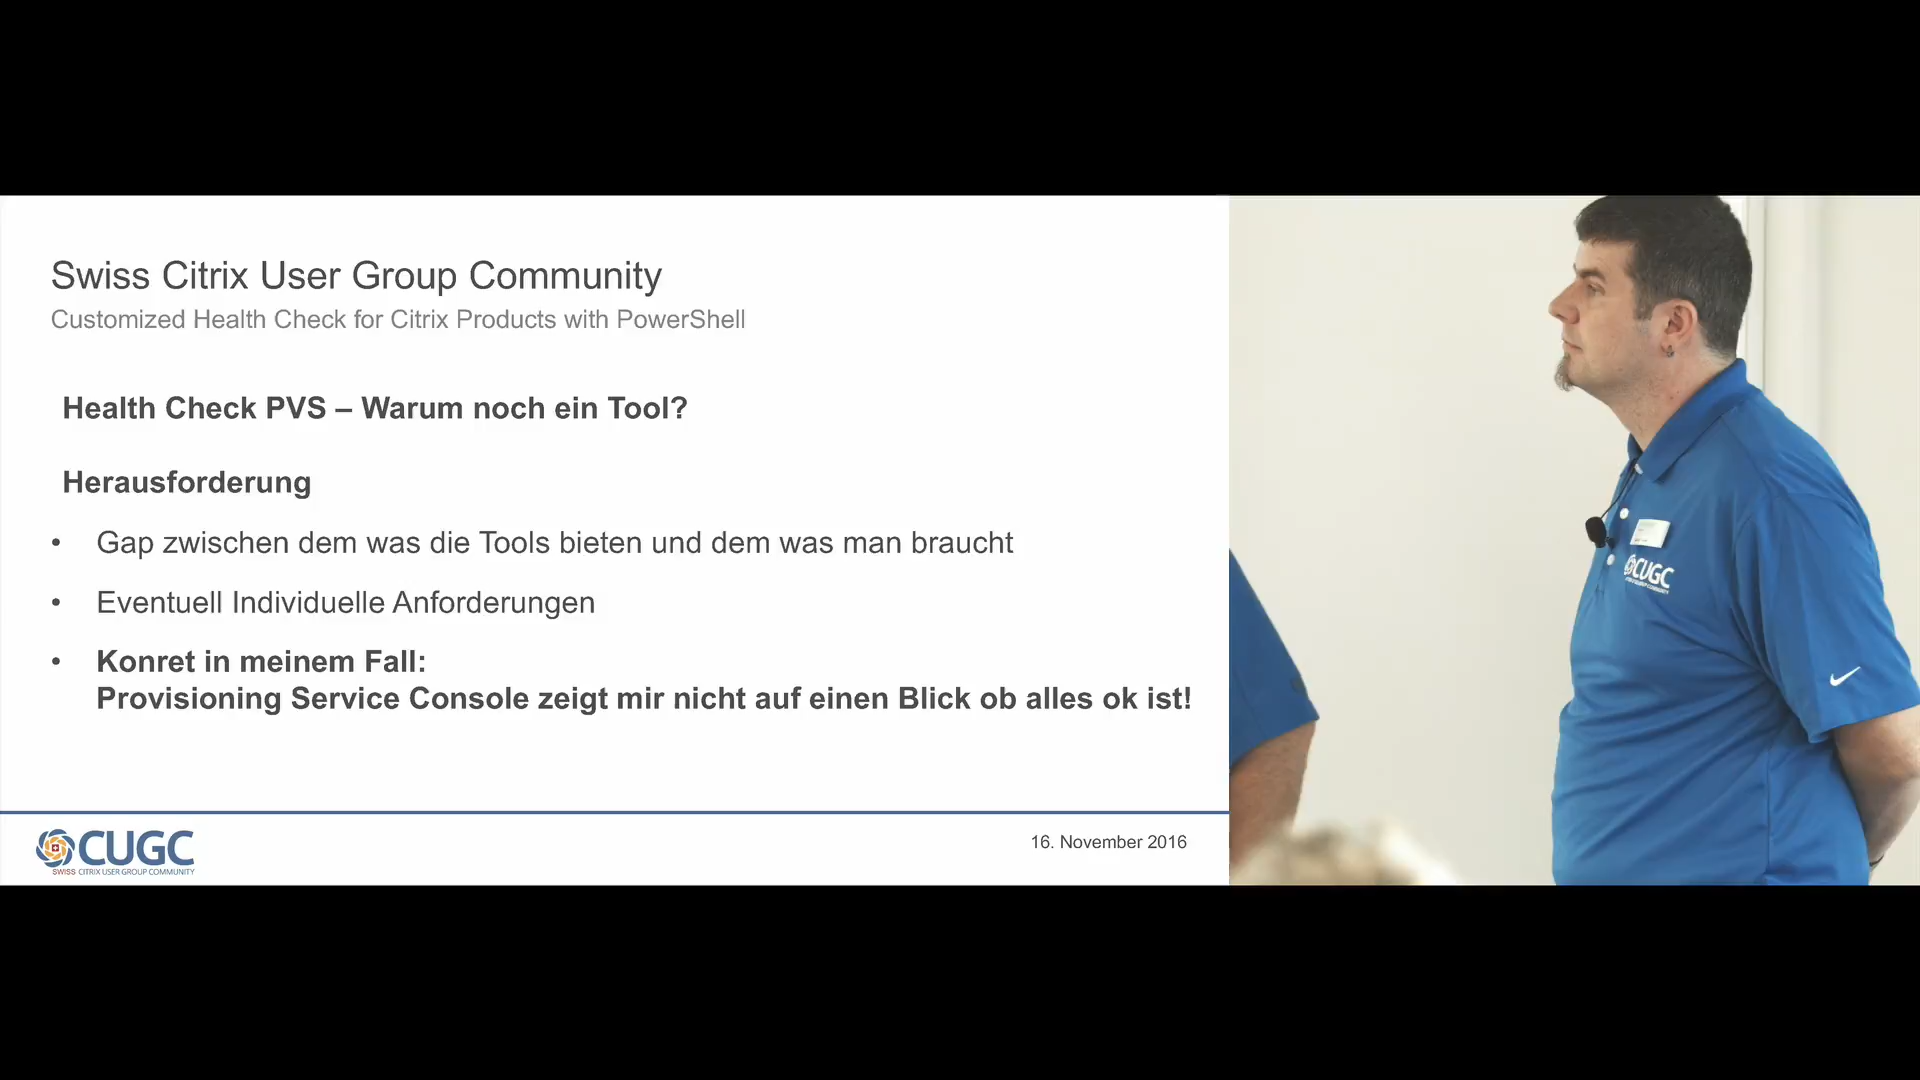 Swiss Citrix User Group Community
Customized Health Check for Citrix Products with PowerShell
Health Check PVS – Warum noch ein Tool?
Herausforderung
• Gap zwischen dem was die Tools bieten und dem was man braucht
• Eventuell Individuelle Anforderungen
• Konret in meinem Fall:
Provisioning Service Console zeigt mir nicht auf einen Blick ob alles ok ist!
CUGC
SWISS CITRIX USER GROUP COMMUNITY
16. November 2016
CUGC